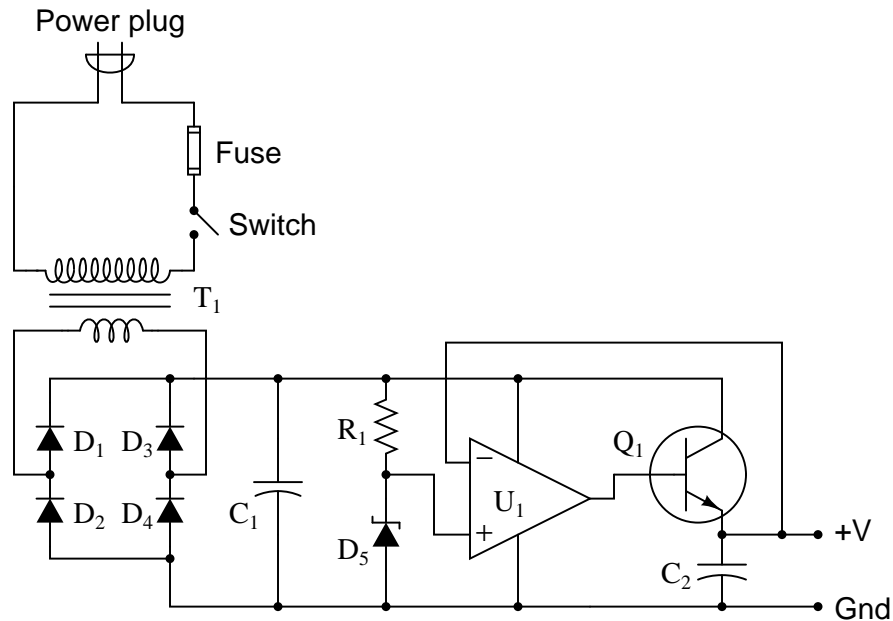 Power plug
Fuse
Switch
T1
D1
D3
D2
D4
C1
R1
D5
−
+
U1
Q1
C2
+V
Gnd